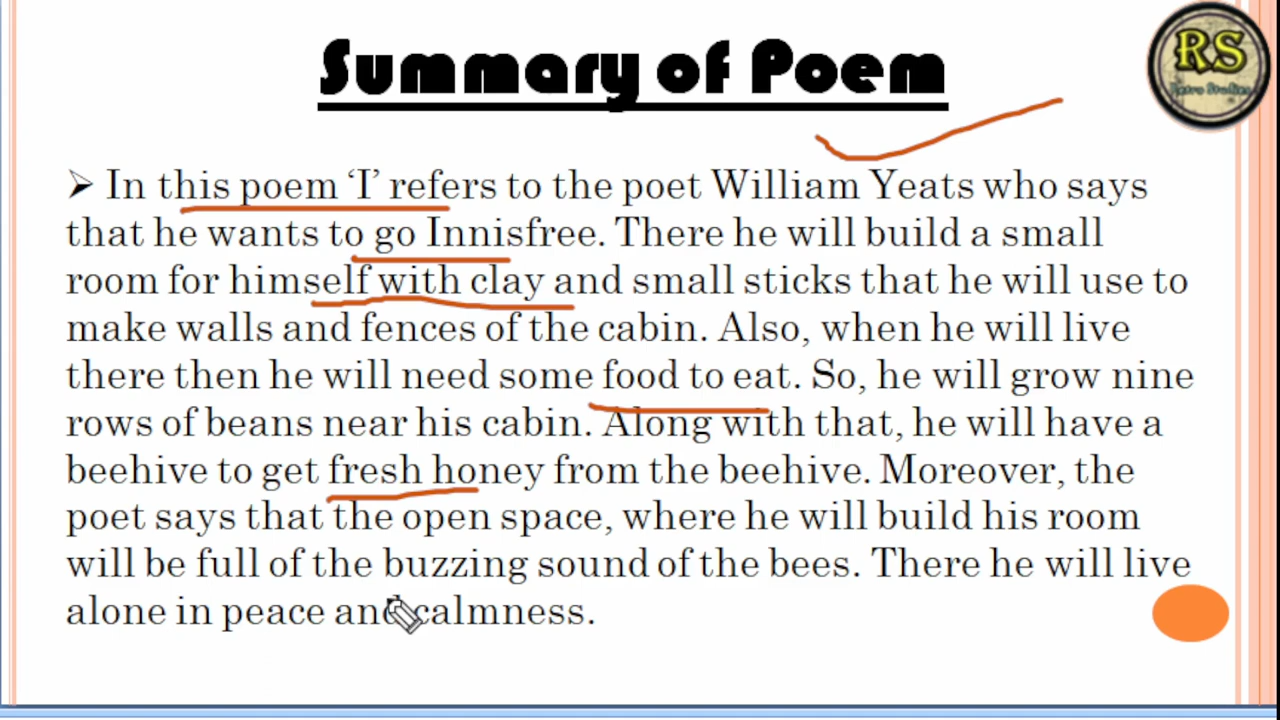 Summary of Poem
RS
Retro Studies
➢ In this poem ‘I’ refers to the poet William Yeats who says
that he wants to go Innisfree. There he will build a small
room for himself with clay and small sticks that he will use to
make walls and fences of the cabin. Also, when he will live
there then he will need some food to eat. So, he will grow nine
rows of beans near his cabin. Along with that, he will have a
beehive to get fresh honey from the beehive. Moreover, the
poet says that the open space, where he will build his room
will be full of the buzzing sound of the bees. There he will live
alone in peace and calmness.